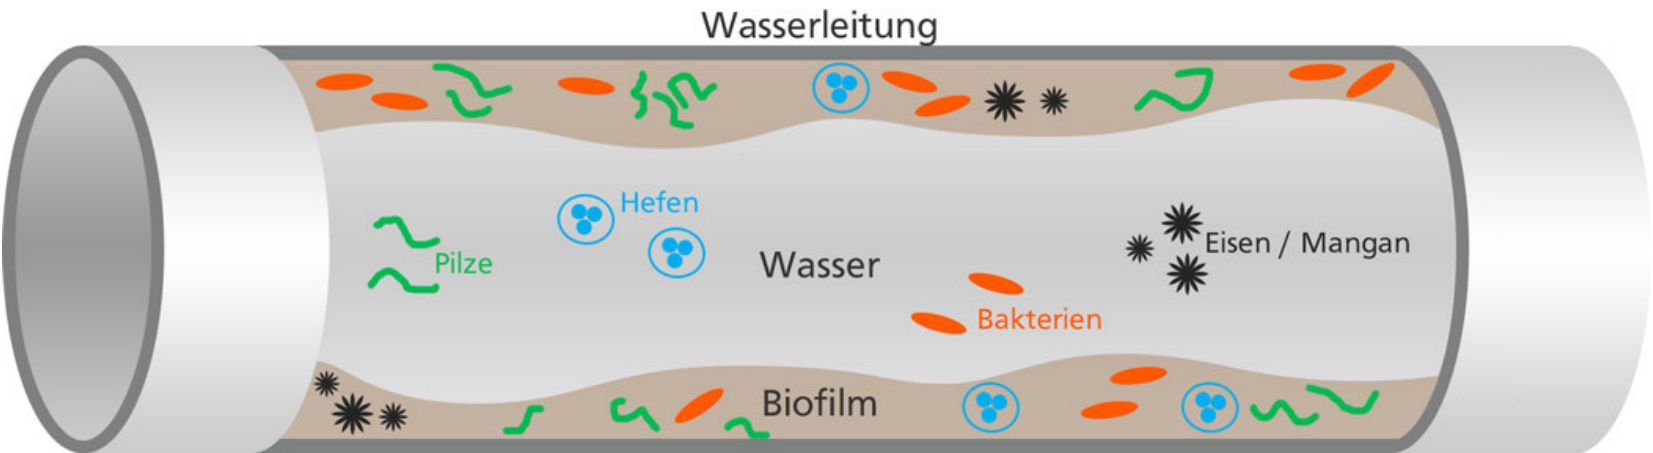 Wasserleitung
Hefen
Pilze
Wasser
Eisen / Mangan
Bakterien
Biofilm